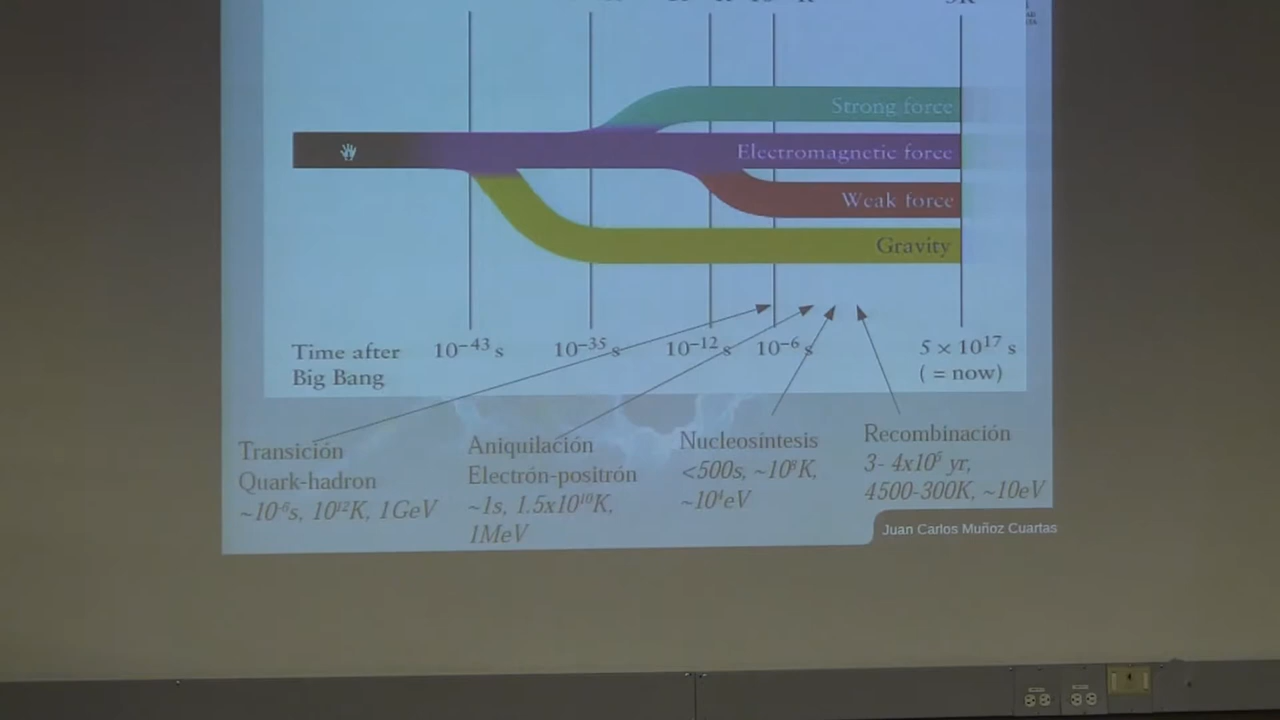 Strong force
Electromagnetic force
Weak force
Gravity
Time after
Big Bang
10⁻⁴³ s
10⁻³⁵ s
10⁻¹² s
10⁻⁶ s
5 × 10¹⁷ s
( = now)
Transición
Quark-hadron
~10⁻⁶s, 10¹²K, 1GeV
Aniquilación
Electrón-positrón
~1s, 1.5x10¹⁰K,
1MeV
Nucleosíntesis
<500s, ~10⁸K,
~10⁴eV
Recombinación
3- 4x10⁵ yr,
4500-300K, ~10eV
Juan Carlos Muñoz Cuartas